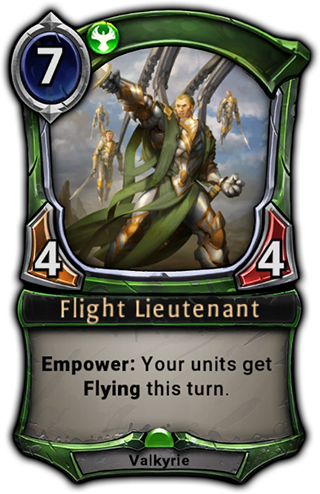 7
4
4
Flight Lieutenant
Empower: Your units get
Flying this turn.
Valkyrie